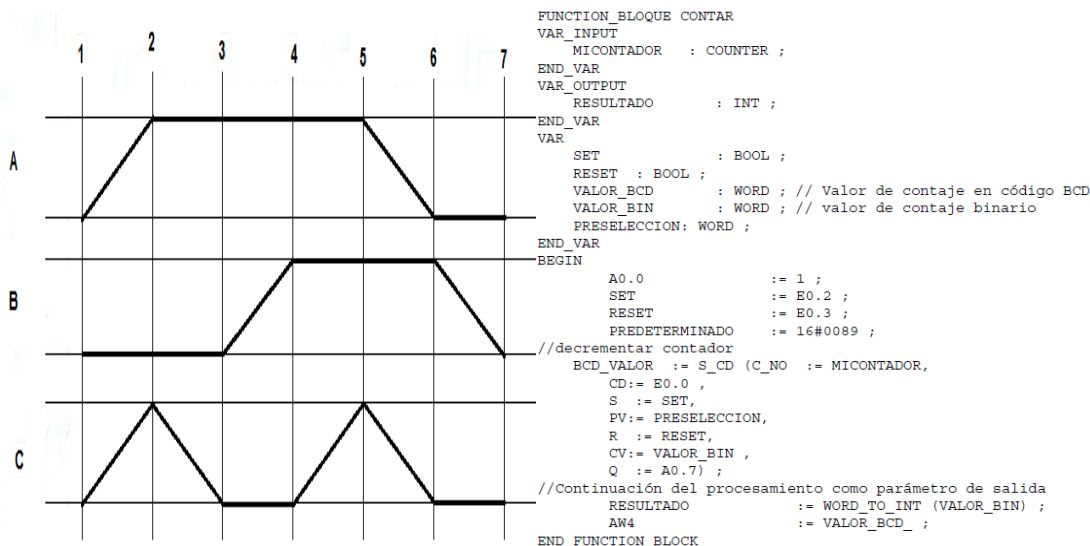 1 2 3 4 5 6 7
A
B
C
FUNCTION_BLOQUE CONTAR
VAR_INPUT
MICONTADOR : COUNTER ;
END_VAR
VAR_OUTPUT
RESULTADO : INT ;
END_VAR
VAR
SET : BOOL ;
RESET : BOOL ;
VALOR_BCD : WORD ; // Valor de contaje en código BCD
VALOR_BIN : WORD ; // valor de contaje binario
PRESELECCION: WORD ;
END_VAR
BEGIN
A0.0 := 1 ;
SET := E0.2 ;
RESET := E0.3 ;
PREDETERMINADO := 16#0089 ;
//decrementar contador
BCD_VALOR := S_CD (C_NO := MICONTADOR,
CD:= E0.0 ,
S := SET,
PV:= PRESELECCION,
R := RESET,
CV:= VALOR_BIN ,
Q := A0.7) ;
//Continuación del procesamiento como parámetro de salida
RESULTADO := WORD_TO_INT (VALOR_BIN) ;
AW4 := VALOR_BCD_ ;
END_FUNCTION_BLOCK